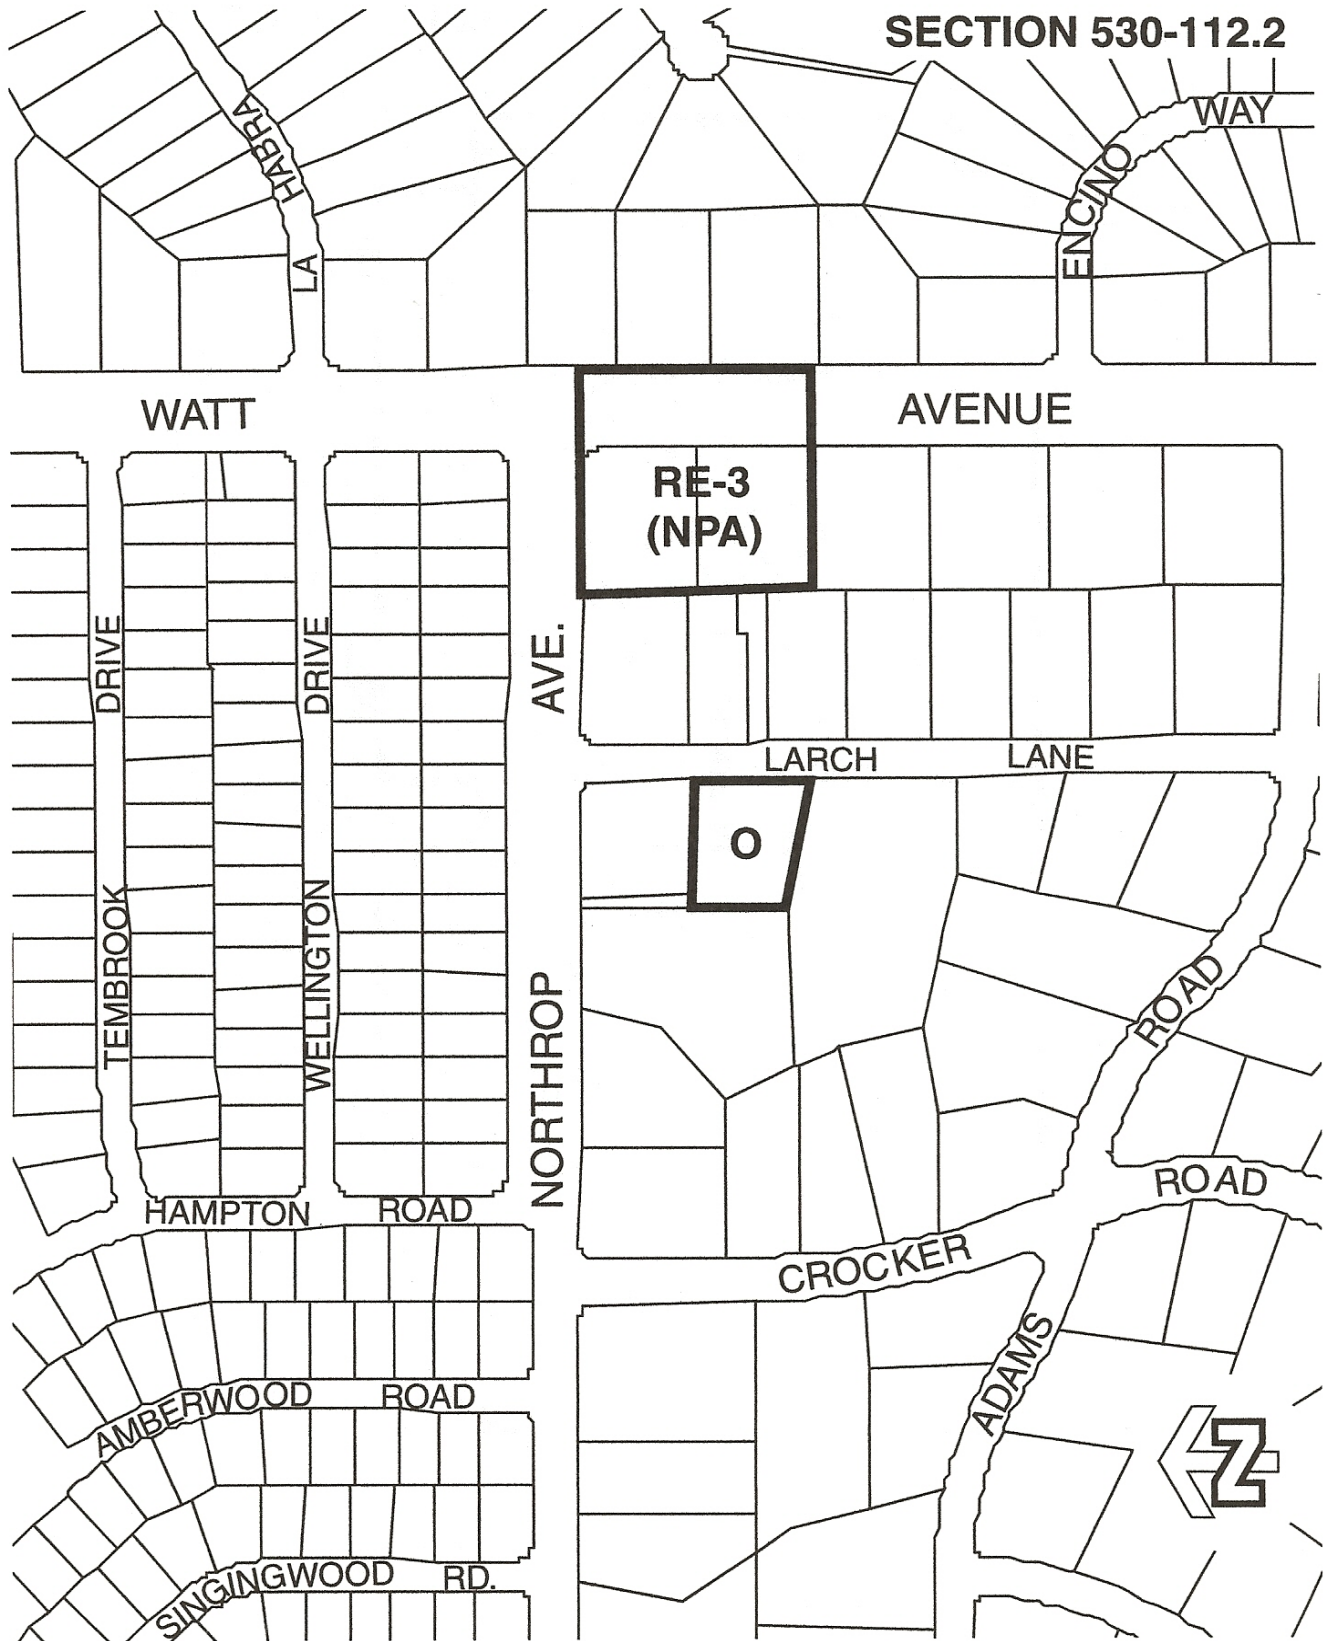 SECTION 530-112.2
WAY
ENCINO
LA HABRA
WATT AVENUE
RE-3
(NPA)
DRIVE
DRIVE
AVE.
LARCH LANE
O
TEMBROOK
WELLINGTON
NORTHROP
ROAD
ROAD
HAMPTON ROAD
CROCKER
ADAMS
AMBERWOOD ROAD
SINGINGWOOD RD.
N